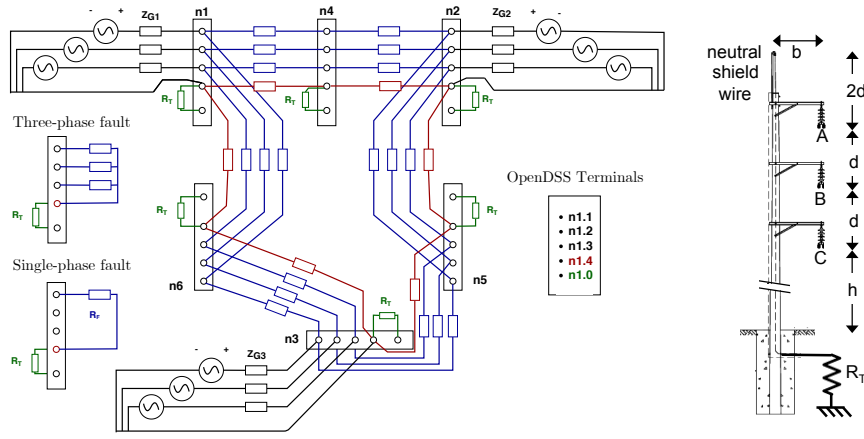 n1
n4
n2
- +
ZG1
ZG2
+ -
RT
RT
RT
Three-phase fault
RT
Single-phase fault
RF
RT
RT
RT
n6
n5
n3
RT
- +
ZG3
OpenDSS Terminals
• n1.1
• n1.2
• n1.3
• n1.4
• n1.0
neutral
shield
wire
b
2d
A
d
B
d
C
h
RT